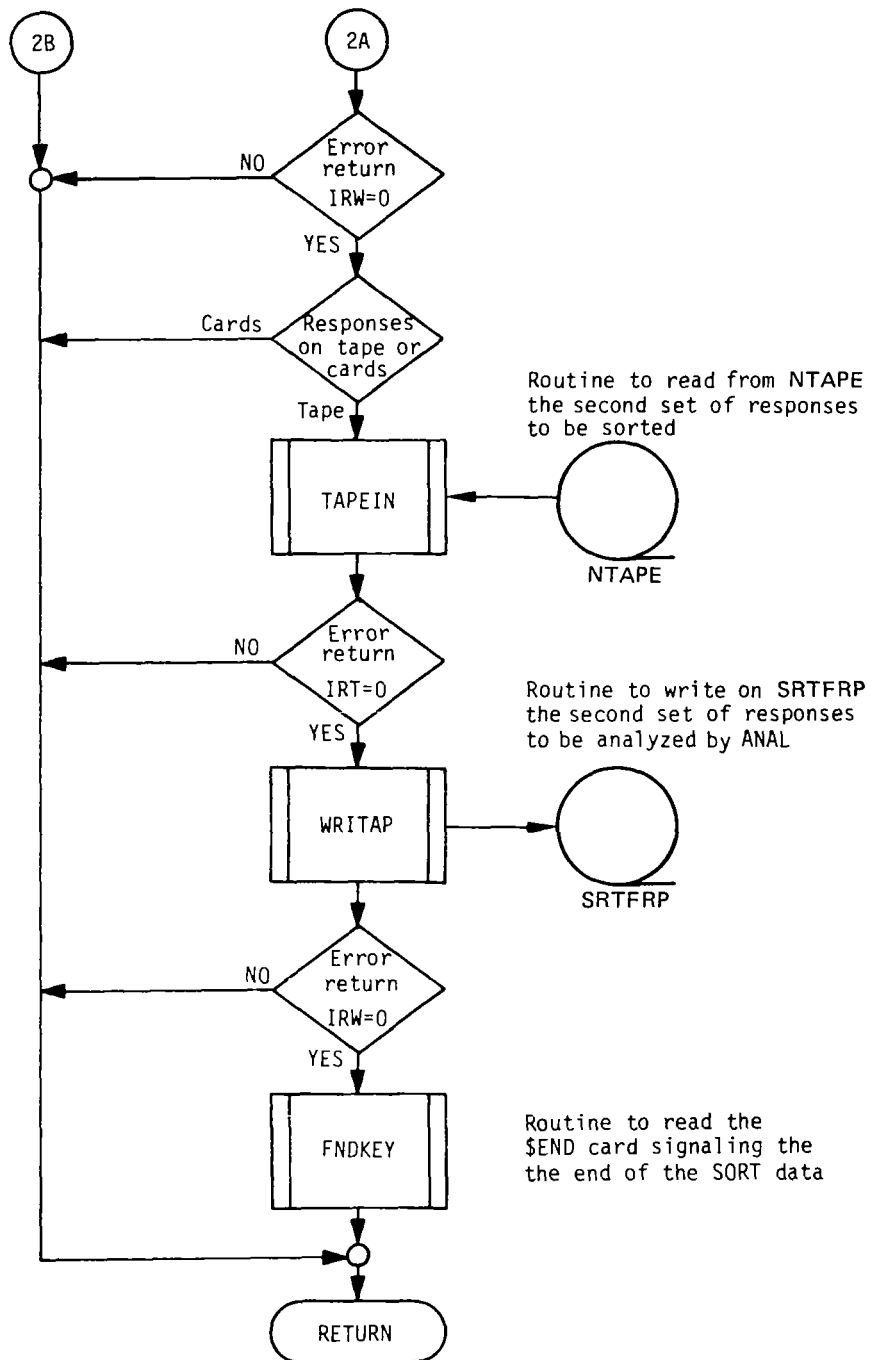 2B
2A
Error
return
IRW=0
NO
YES
Responses
on tape or
cards
Cards
Tape
Routine to read from NTAPE
the second set of responses
to be sorted
TAPEIN
NTAPE
Error
return
IRT=0
NO
YES
Routine to write on SRTFRP
the second set of responses
to be analyzed by ANAL
WRITAP
SRTFRP
Error
return
IRW=0
NO
YES
FNDKEY
Routine to read the
$END card signaling the
the end of the SORT data
RETURN